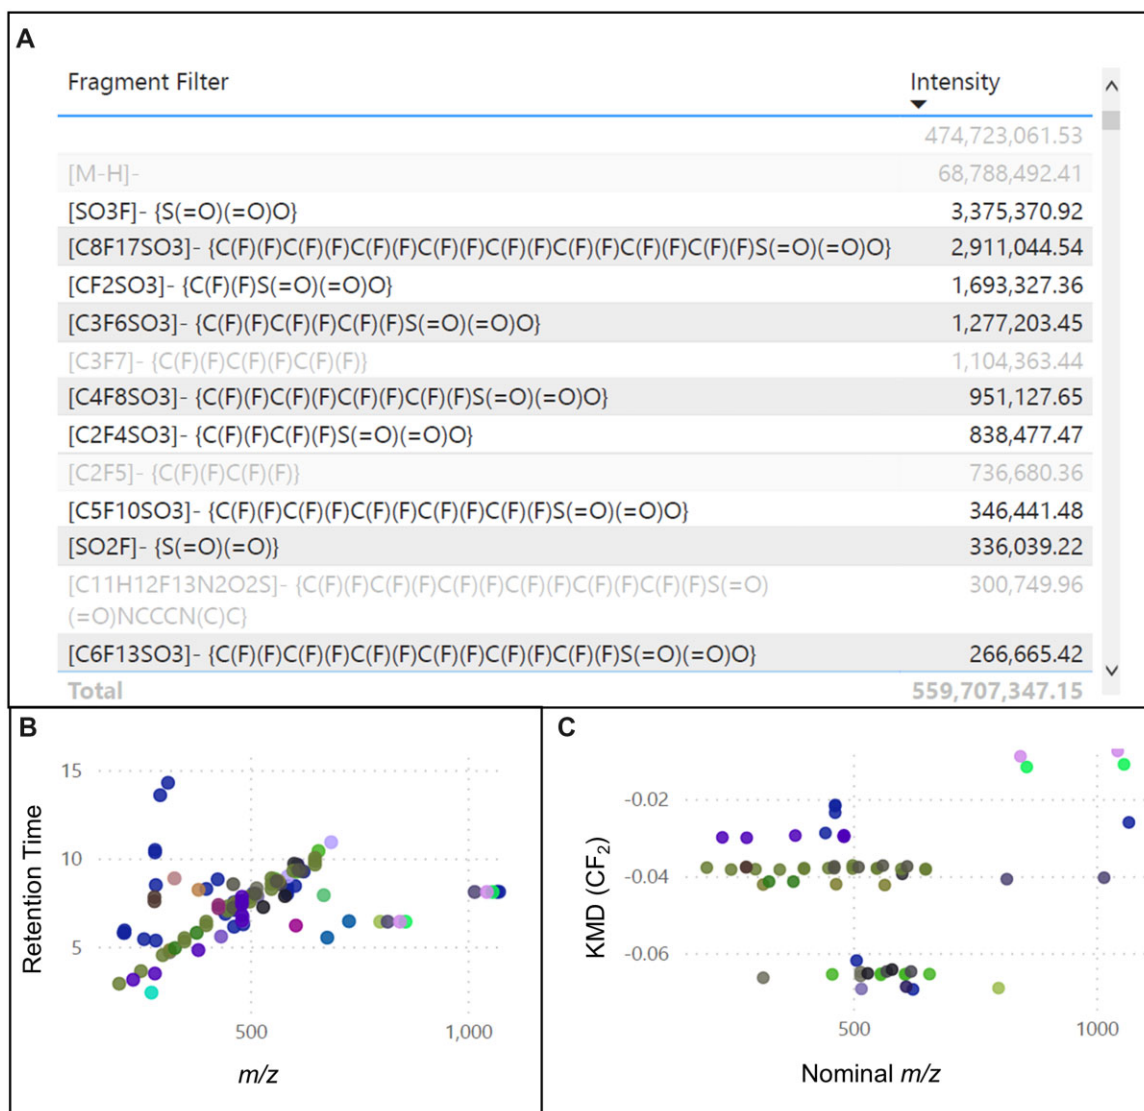 A
Fragment Filter Intensity
474,723,061.53
[M-H]- 68,788,492.41
[SO3F]- {S(=O)(=O)O} 3,375,370.92
[C8F17SO3]- {C(F)(F)C(F)(F)C(F)(F)C(F)(F)C(F)(F)C(F)(F)C(F)(F)C(F)(F)S(=O)(=O)O} 2,911,044.54
[CF2SO3]- {C(F)(F)S(=O)(=O)O} 1,693,327.36
[C3F6SO3]- {C(F)(F)C(F)(F)C(F)(F)S(=O)(=O)O} 1,277,203.45
[C3F7]- {C(F)(F)C(F)(F)C(F)(F)} 1,104,363.44
[C4F8SO3]- {C(F)(F)C(F)(F)C(F)(F)C(F)(F)S(=O)(=O)O} 951,127.65
[C2F4SO3]- {C(F)(F)C(F)(F)S(=O)(=O)O} 838,477.47
[C2F5]- {C(F)(F)C(F)(F)} 736,680.36
[C5F10SO3]- {C(F)(F)C(F)(F)C(F)(F)C(F)(F)C(F)(F)S(=O)(=O)O} 346,441.48
[SO2F]- {S(=O)(=O)} 336,039.22
[C11H12F13N2O2S]- {C(F)(F)C(F)(F)C(F)(F)C(F)(F)C(F)(F)C(F)(F)S(=O) 300,749.96
(=O)NCCCN(C)C}
[C6F13SO3]- {C(F)(F)C(F)(F)C(F)(F)C(F)(F)C(F)(F)C(F)(F)S(=O)(=O)O} 266,665.42
Total 559,707,347.15
B
Retention Time
15
10
5
500 1,000
m/z
C
KMD (CF₂)
-0.02
-0.04
-0.06
500 1000
Nominal m/z